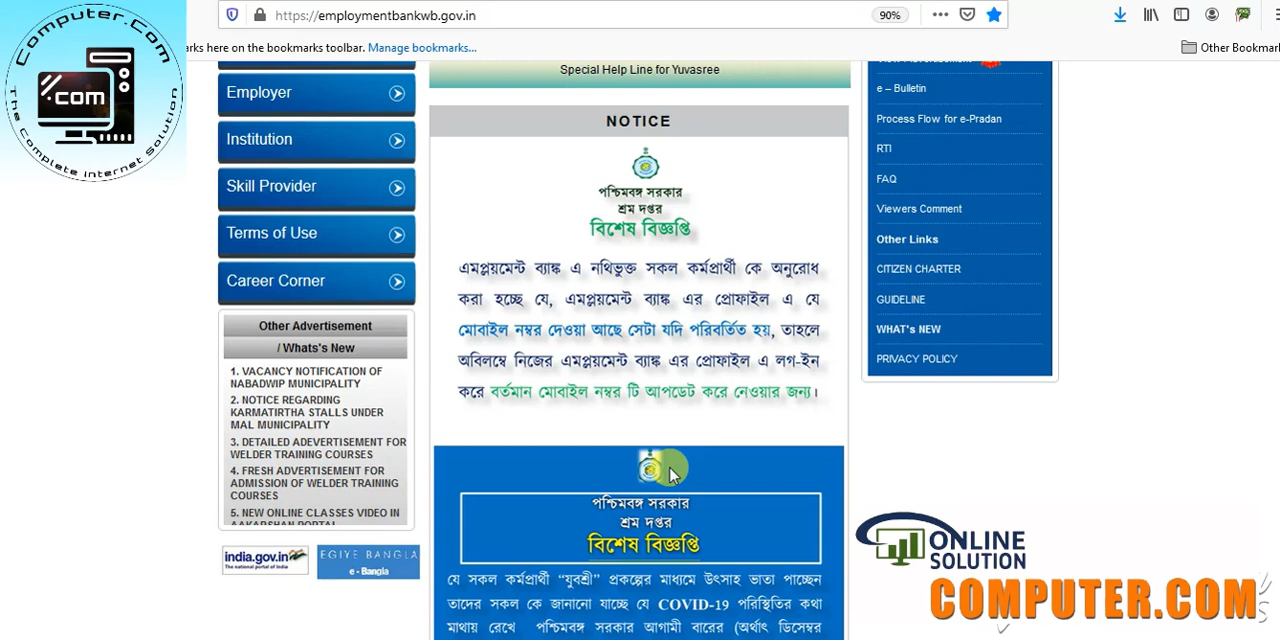 Computer.Com
.com
The Complete Internet Solution
https://employmentbankwb.gov.in
90%
arks here on the bookmarks toolbar. Manage bookmarks...
Other Bookmar
Employer
Institution
Skill Provider
Terms of Use
Career Corner
Other Advertisement
/ Whats's New
1. VACANCY NOTIFICATION OF
NABADWIP MUNICIPALITY
2. NOTICE REGARDING
KARMATIRTHA STALLS UNDER
MAL MUNICIPALITY
3. DETAILED ADEVERTISEMENT FOR
WELDER TRAINING COURSES
4. FRESH ADVERTISEMENT FOR
ADMISSION OF WELDER TRAINING
COURSES
5. NEW ONLINE CLASSES VIDEO IN
AAKARSHAN PORTAL
india.gov.in
The national portal of India
EGIYE BANGLA
e - Bangla
Special Help Line for Yuvasree
NOTICE
পশ্চিমবঙ্গ সরকার
শ্রম দপ্তর
বিশেষ বিজ্ঞপ্তি
এমপ্লয়মেন্ট ব্যাঙ্ক এ নথিভুক্ত সকল কর্মপ্রার্থী কে অনুরোধ
করা হচ্ছে যে, এমপ্লয়মেন্ট ব্যাঙ্ক এর প্রোফাইল এ যে
মোবাইল নম্বর দেওয়া আছে সেটা যদি পরিবর্তিত হয়, তাহলে
অবিলম্বে নিজের এমপ্লয়মেন্ট ব্যাঙ্ক এর প্রোফাইল এ লগ-ইন
করে বর্তমান মোবাইল নম্বর টি আপডেট করে নেওয়ার জন্য।
পশ্চিমবঙ্গ সরকার
শ্রম দপ্তর
বিশেষ বিজ্ঞপ্তি
যে সকল কর্মপ্রার্থী “যুবশ্রী” প্রকল্পের মাধ্যমে উৎসাহ ভাতা পাচ্ছেন
তাদের সকল কে জানানো যাচ্ছে যে COVID-19 পরিস্থিতির কথা
মাথায় রেখে পশ্চিমবঙ্গ সরকার আগামী বারের (অর্থাৎ ডিসেম্বর
e – Bulletin
Process Flow for e-Pradan
RTI
FAQ
Viewers Comment
Other Links
CITIZEN CHARTER
GUIDELINE
WHAT's NEW
PRIVACY POLICY
ONLINE
SOLUTION
COMPUTER.COM